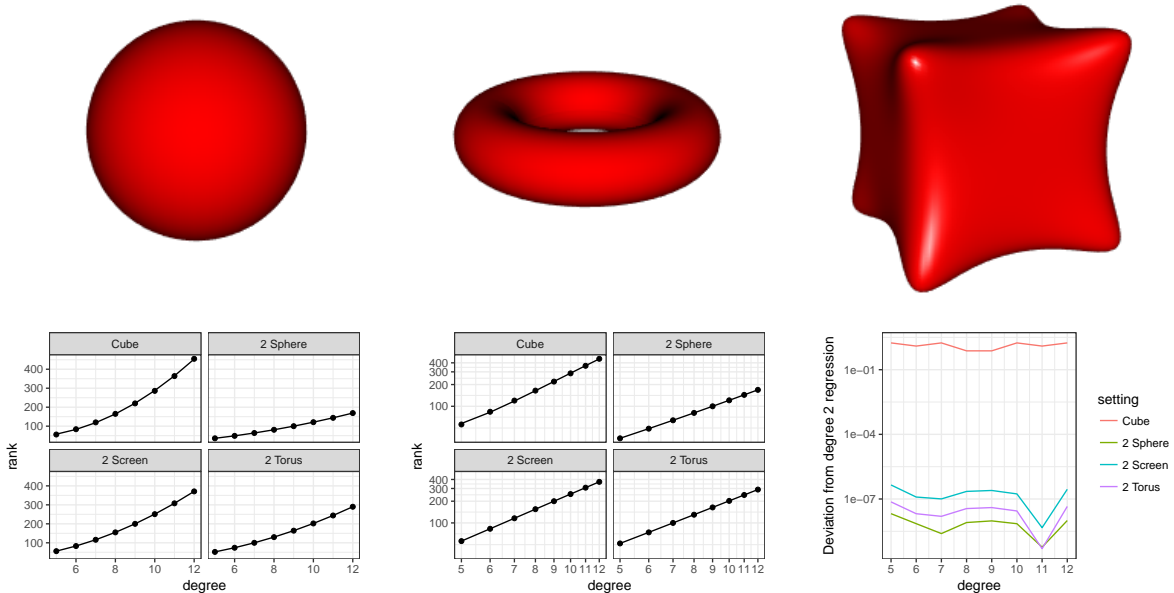 Cube
2 Sphere
400
300
200
100
2 Screen
2 Torus
400
300
200
100
6
8
10
12
6
8
10
12
degree
rank
Cube
2 Sphere
400
300
200
100
2 Screen
2 Torus
400
300
200
100
5
6
7
8
9
10
11
12
5
6
7
8
9
10
11
12
degree
rank
Deviation from degree 2 regression
1e−01
1e−04
1e−07
5
6
7
8
9
10
11
12
degree
setting
Cube
2 Sphere
2 Screen
2 Torus